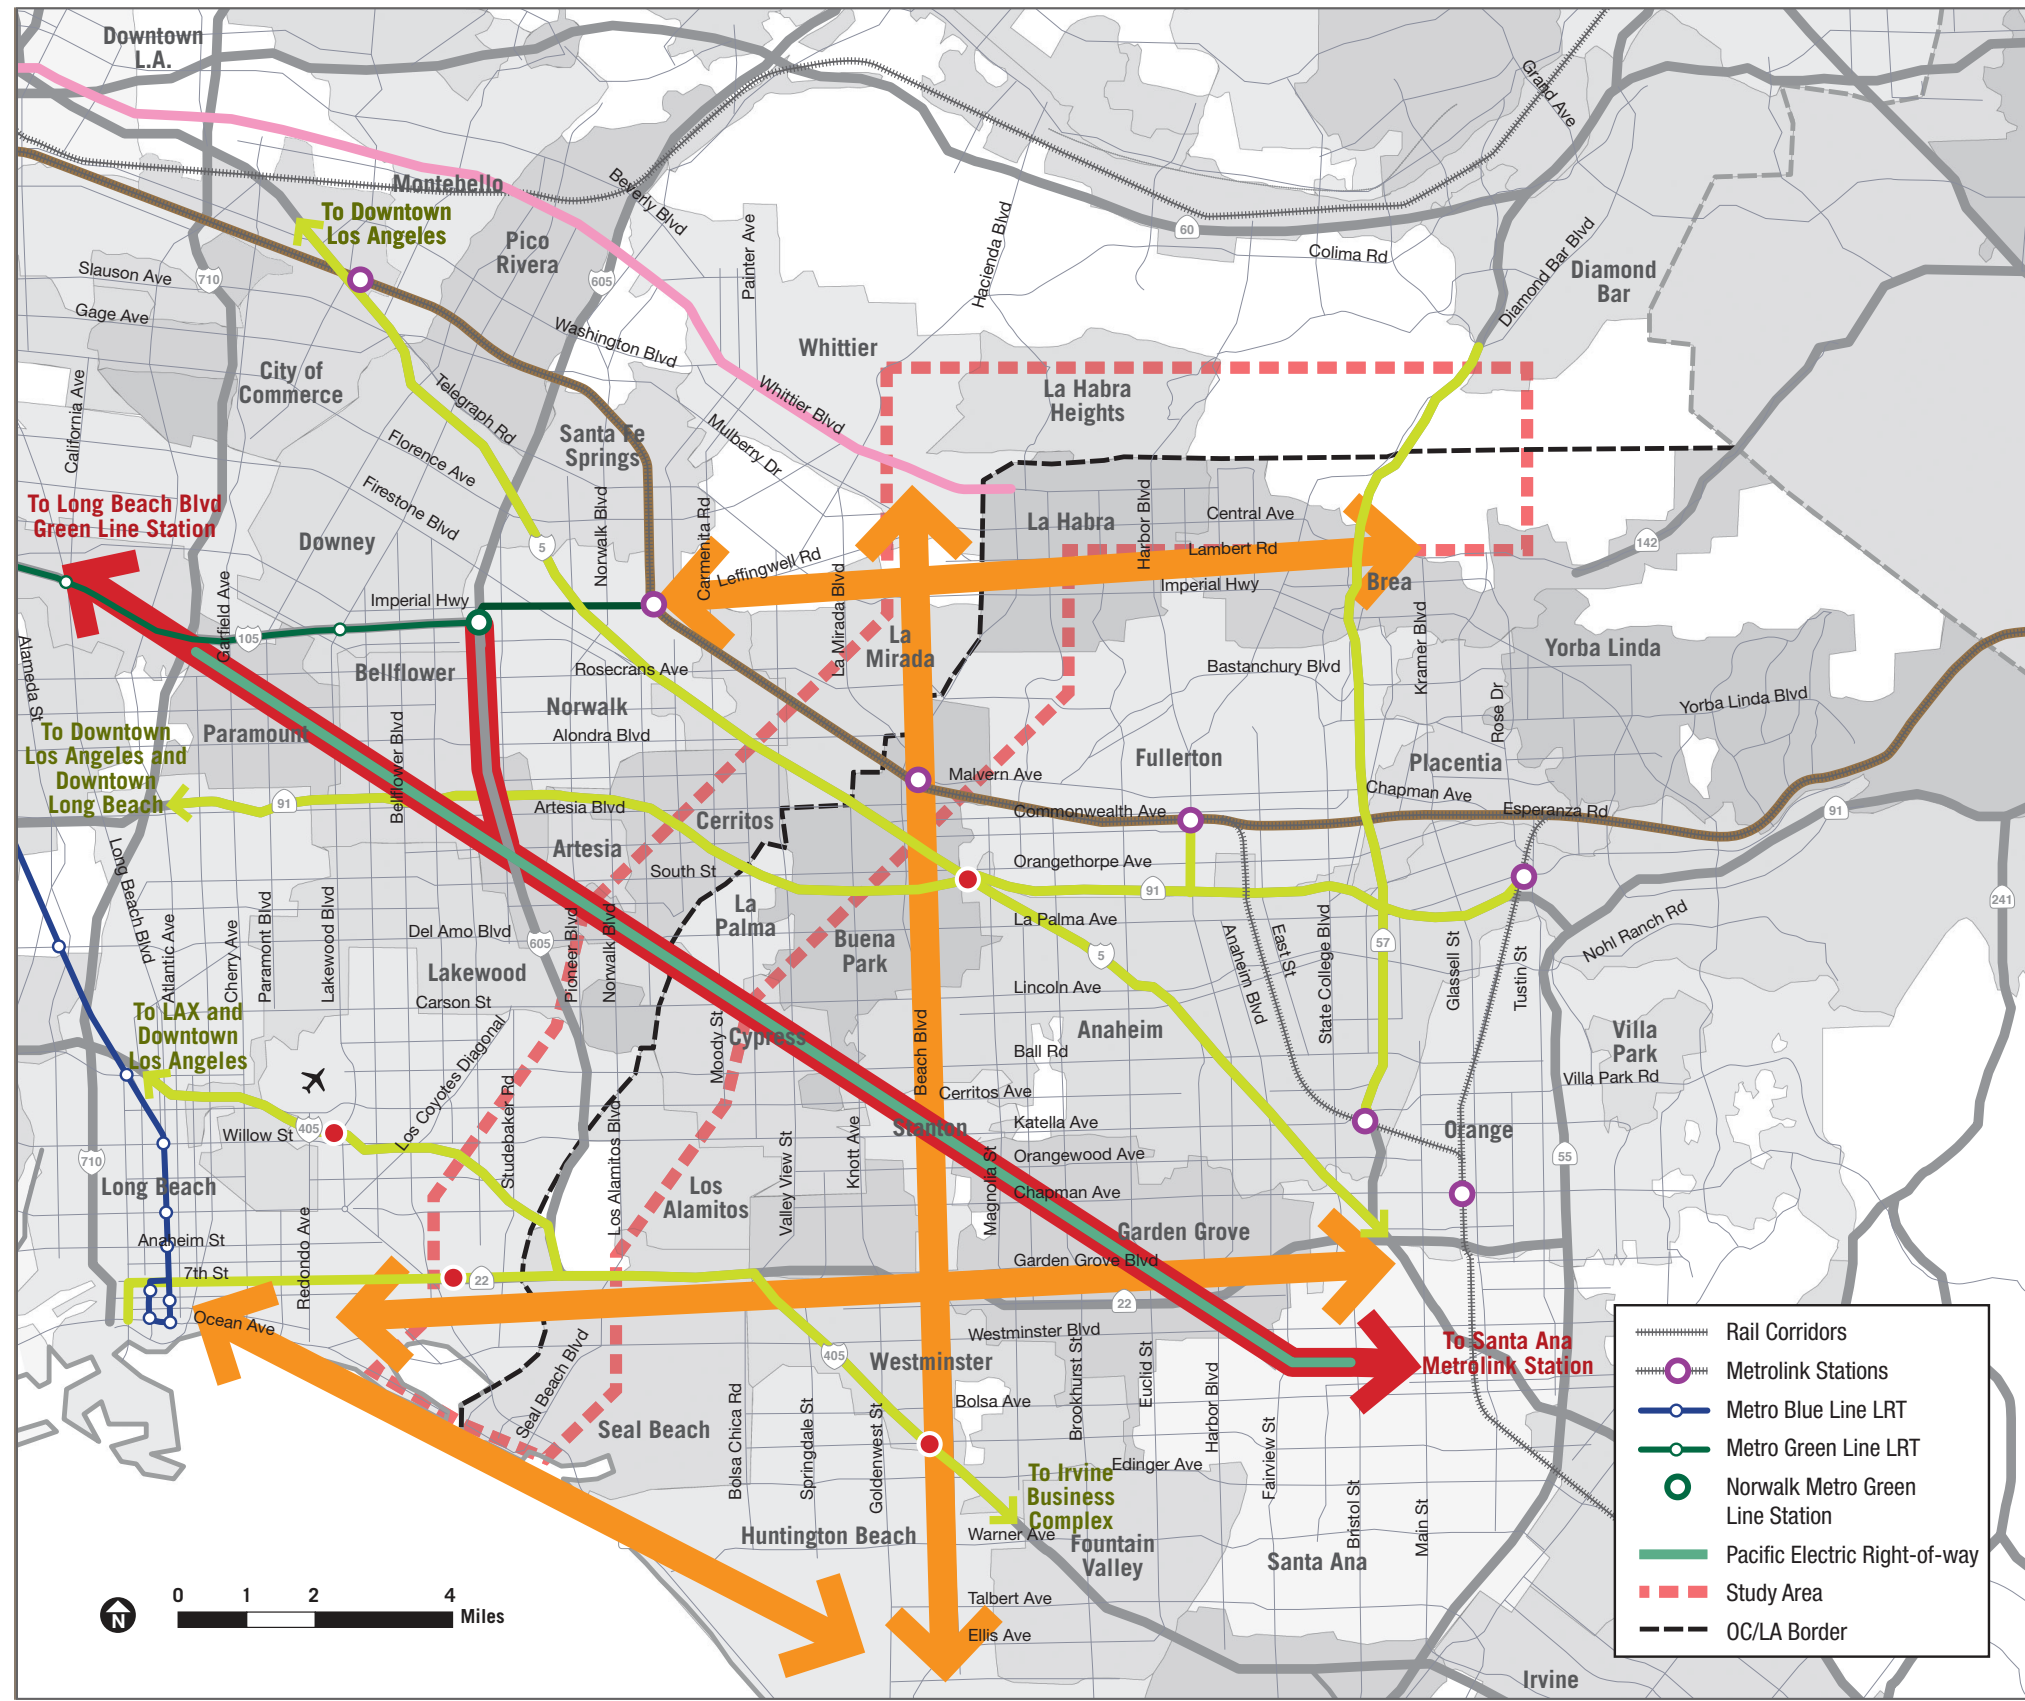 Downtown
L.A.
Montebello
Beverly Blvd
Grand Ave
To Downtown
Los Angeles
Pico
Rivera
Painter Ave
Hacienda Blvd
60
Colima Rd
Diamond Bar Blvd
Diamond
Bar
Slauson Ave
710
605
Gage Ave
Washington Blvd
Whittier
City of
Commerce
California Ave
Telegraph Rd
Whittier Blvd
La Habra
Heights
Florence Ave
Santa Fe
Springs
Mulberry Dr
Firestone Blvd
To Long Beach Blvd
Green Line Station
Downey
5
Norwalk Blvd
Carmenita Rd
Leffingwell Rd
La Mirada Blvd
La Habra
Harbor Blvd
Central Ave
Lambert Rd
Imperial Hwy
142
Brea
Imperial Hwy
Garfield Ave
105
Alameda St
Bellflower
Rosecrans Ave
La
Mirada
Bastanchury Blvd
Kramer Blvd
Yorba Linda
Rose Dr
Yorba Linda Blvd
Norwalk
Alondra Blvd
Paramount
Bellflower Blvd
To Downtown
Los Angeles and
Downtown
Long Beach
91
Artesia Blvd
Cerritos
Malvern Ave
Fullerton
Placentia
Chapman Ave
Commonwealth Ave
Esperanza Rd
91
Artesia
South St
Orangethorpe Ave
91
241
Long Beach Blvd
Atlantic Ave
Cherry Ave
Paramont Blvd
Lakewood Blvd
Del Amo Blvd
605
Pioneer Blvd
Norwalk Blvd
La
Palma
Buena
Park
La Palma Ave
5
Anaheim Blvd
East St
State College Blvd
57
Glassell St
Tustin St
Nohl Ranch Rd
Lakewood
Carson St
Lincoln Ave
To LAX and
Downtown
Los Angeles
Los Coyotes Diagonal
Moody St
Cypress
Beach Blvd
Anaheim
Ball Rd
Villa
Park
Villa Park Rd
Cerritos Ave
Studebaker Rd
Los Alamitos Blvd
405
Willow St
Katella Ave
Stanton
Orange
Valley View St
Knott Ave
Magnolia St
Orangewood Ave
55
710
Long Beach
Los
Alamitos
Chapman Ave
Garden Grove
Garden Grove Blvd
Anaheim St
Redondo Ave
7th St
22
22
Ocean Ave
Seal Beach Blvd
405
Westminster Blvd
Westminster
Brookhurst St
Euclid St
Harbor Blvd
To Santa Ana
Metrolink Station
Bolsa Ave
Seal Beach
Bolsa Chica Rd
Springdale St
Goldenwest St
Fairview St
Edinger Ave
To Irvine
Business
Complex
Bristol St
Main St
Huntington Beach
Warner Ave
Fountain
Valley
Santa Ana
Talbert Ave
Ellis Ave
Irvine
N
0 1 2 4
Miles
Rail Corridors
Metrolink Stations
Metro Blue Line LRT
Metro Green Line LRT
Norwalk Metro Green
Line Station
Pacific Electric Right-of-way
Study Area
OC/LA Border